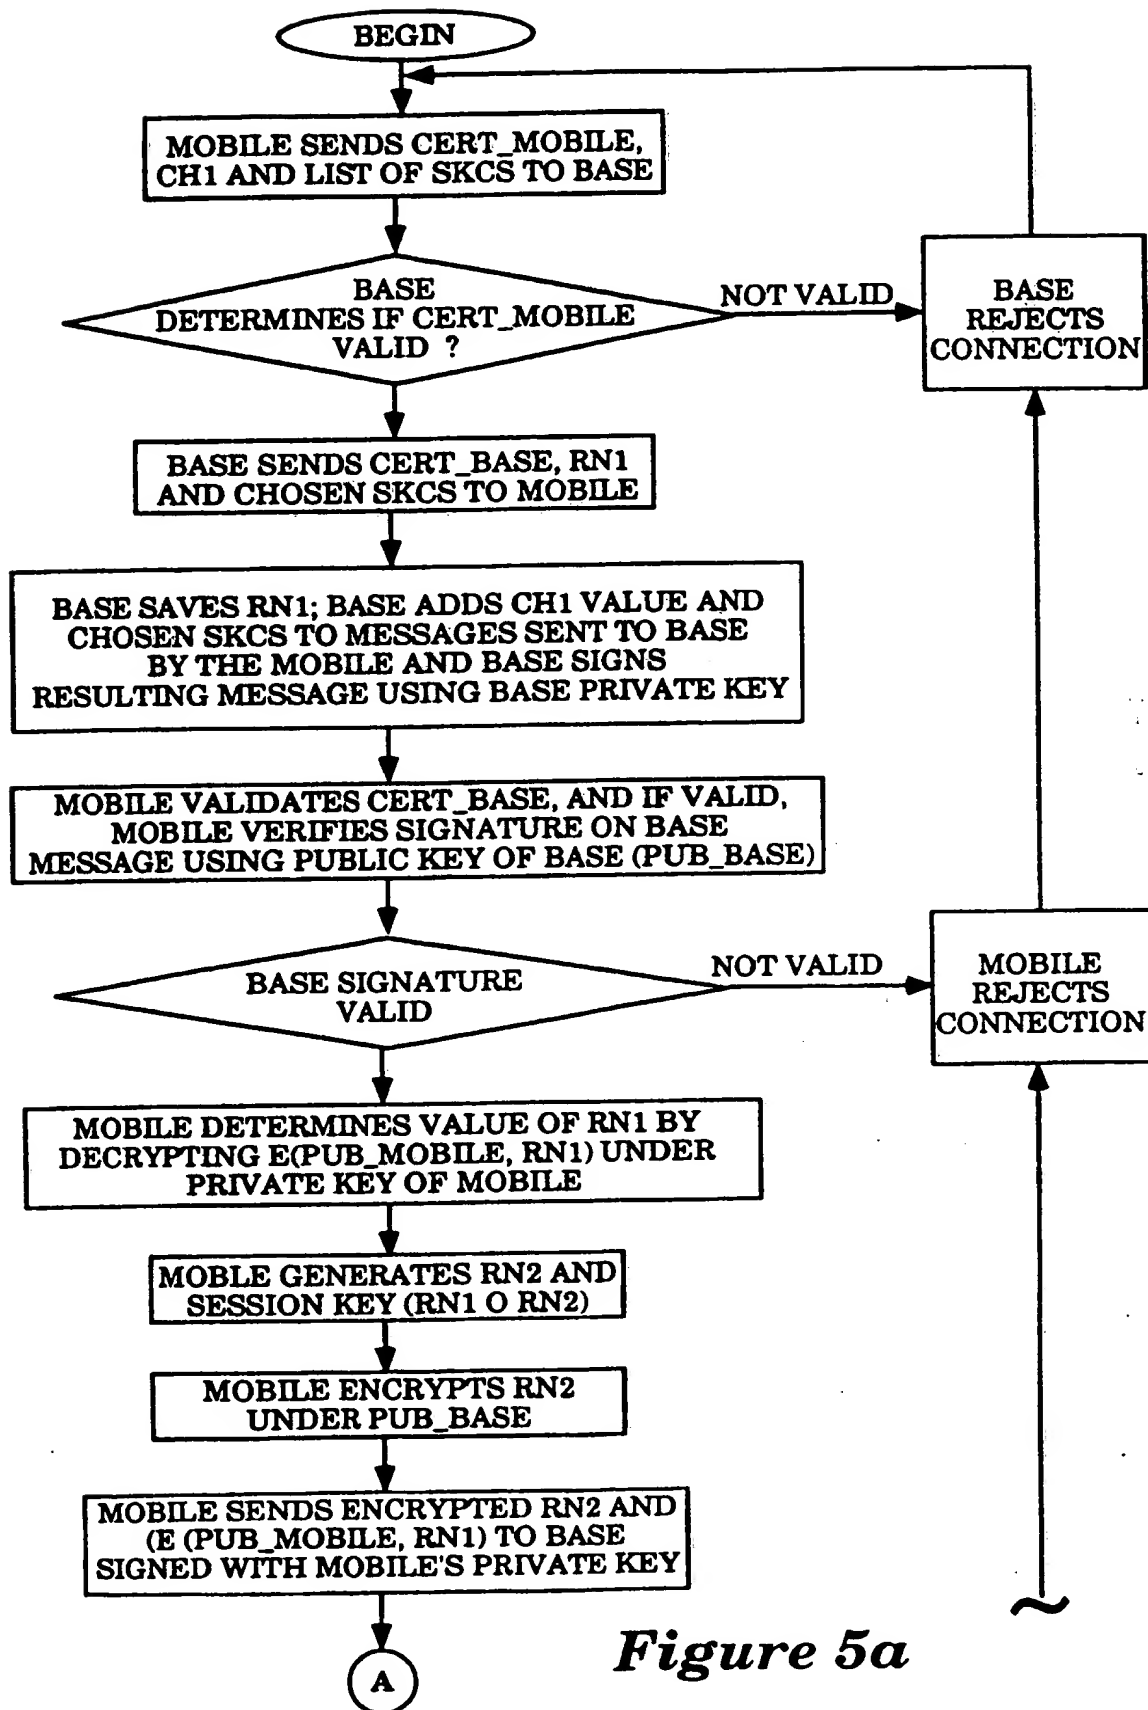 BEGIN
MOBILE SENDS CERT_MOBILE,
CH1 AND LIST OF SKCS TO BASE
BASE
DETERMINES IF CERT_MOBILE
VALID ?
NOT VALID
BASE
REJECTS
CONNECTION
BASE SENDS CERT_BASE, RN1
AND CHOSEN SKCS TO MOBILE
BASE SAVES RN1; BASE ADDS CH1 VALUE AND
CHOSEN SKCS TO MESSAGES SENT TO BASE
BY THE MOBILE AND BASE SIGNS
RESULTING MESSAGE USING BASE PRIVATE KEY
MOBILE VALIDATES CERT_BASE, AND IF VALID,
MOBILE VERIFIES SIGNATURE ON BASE
MESSAGE USING PUBLIC KEY OF BASE (PUB_BASE)
BASE SIGNATURE
VALID
NOT VALID
MOBILE
REJECTS
CONNECTION
MOBILE DETERMINES VALUE OF RN1 BY
DECRYPTING E(PUB_MOBILE, RN1) UNDER
PRIVATE KEY OF MOBILE
MOBLE GENERATES RN2 AND
SESSION KEY (RN1 O RN2)
MOBILE ENCRYPTS RN2
UNDER PUB_BASE
MOBILE SENDS ENCRYPTED RN2 AND
(E (PUB_MOBILE, RN1) TO BASE
SIGNED WITH MOBILE'S PRIVATE KEY
A
Figure 5a